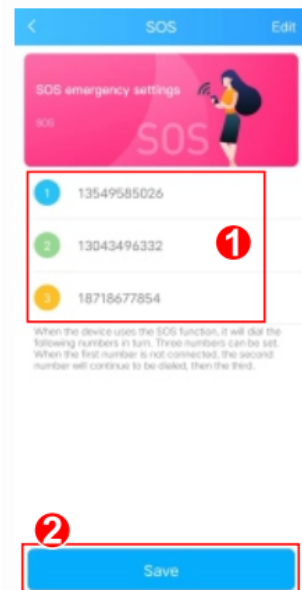 SOS
Edit
SOS emergency settings
SOS
SOS
1 13549585026
2 13043496332
3 18718677854
1
When the device uses the SOS function, it will dial the
following numbers in turn. Three numbers can be set.
When the first number is not connected, the second
number will continue to be dialed, then the third.
2
Save